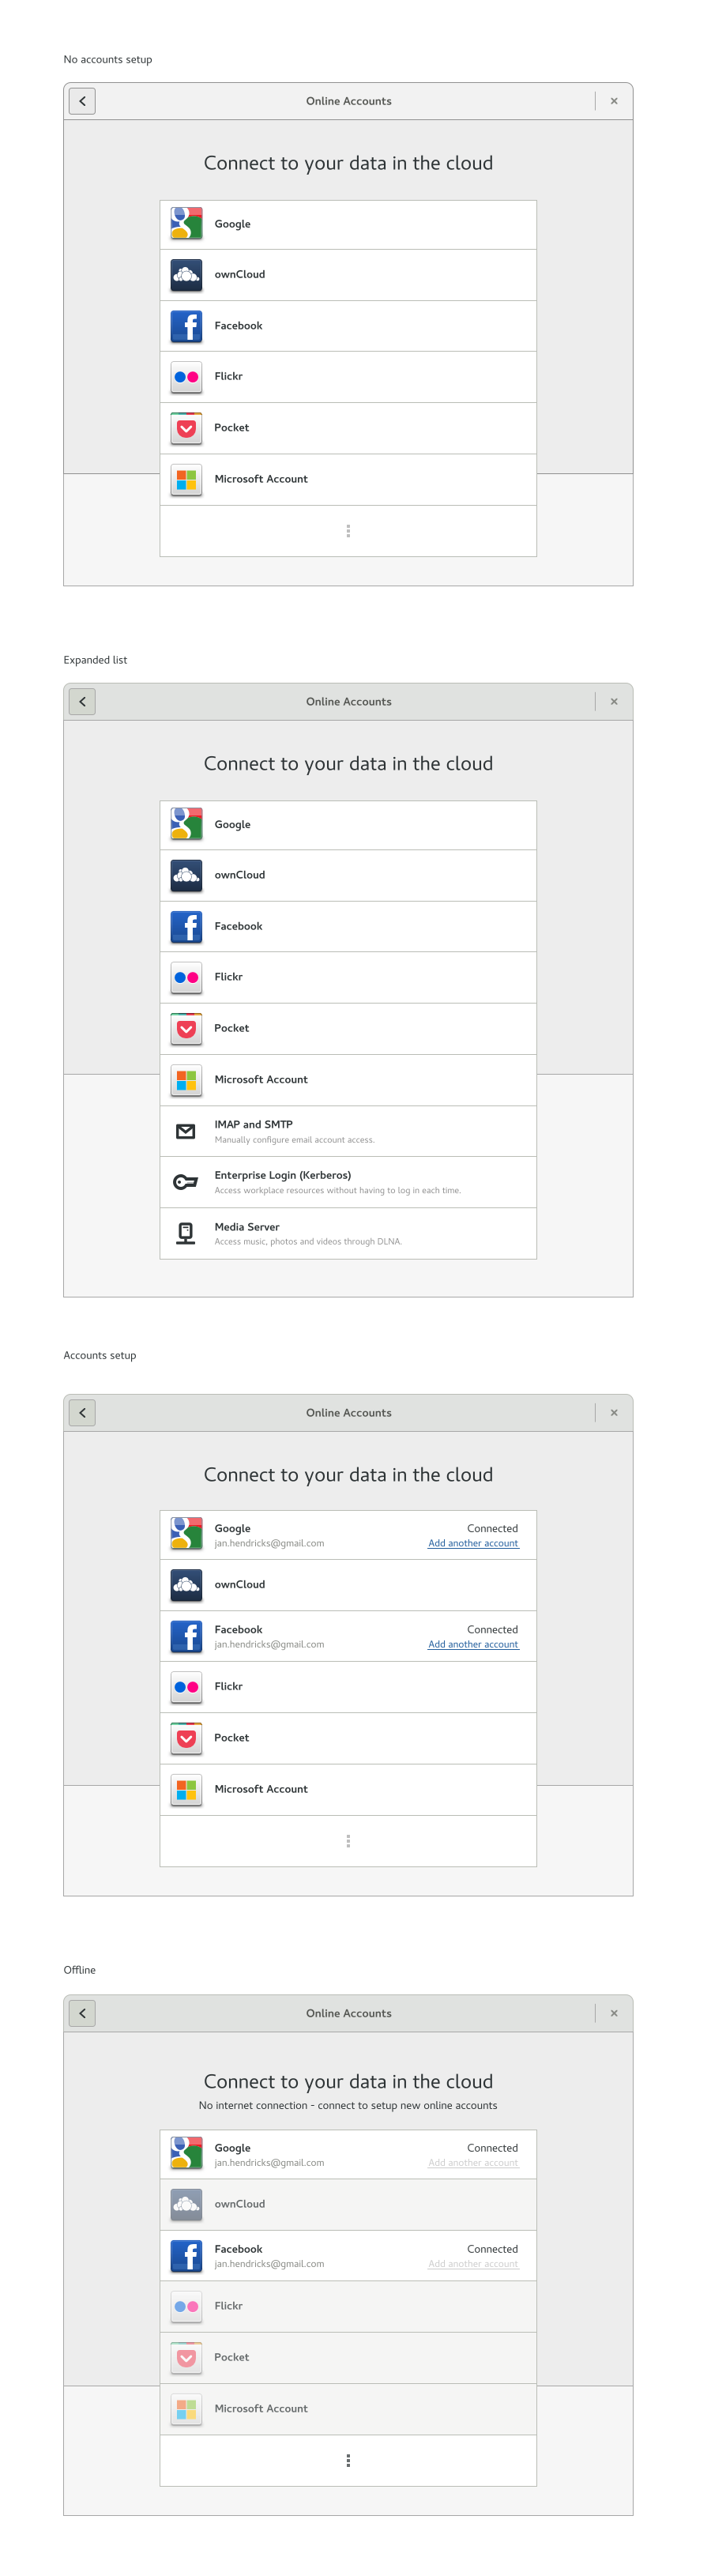 No accounts setup
Online Accounts
Connect to your data in the cloud
Google
ownCloud
Facebook
Flickr
Pocket
Microsoft Account
Expanded list
Online Accounts
Connect to your data in the cloud
Google
ownCloud
Facebook
Flickr
Pocket
Microsoft Account
IMAP and SMTP
Manually configure email account access.
Enterprise Login (Kerberos)
Access workplace resources without having to log in each time.
Media Server
Access music, photos and videos through DLNA.
Accounts setup
Online Accounts
Connect to your data in the cloud
Google Connected
jan.hendricks@gmail.com Add another account
ownCloud
Facebook Connected
jan.hendricks@gmail.com Add another account
Flickr
Pocket
Microsoft Account
Offline
Online Accounts
Connect to your data in the cloud
No internet connection - connect to setup new online accounts
Google Connected
jan.hendricks@gmail.com Add another account
ownCloud
Facebook Connected
jan.hendricks@gmail.com Add another account
Flickr
Pocket
Microsoft Account